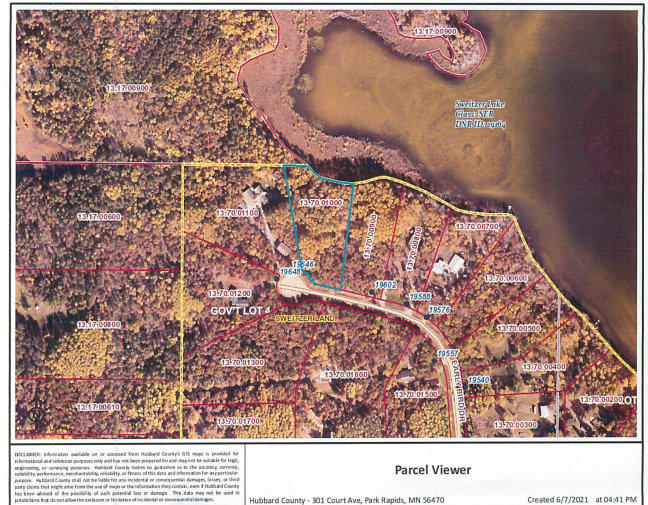 13.17.00900
Sweitzer Lake
Class: NER
DNR ID: 29164
13.17.00900
13.70.01100
13.70.01000
13.17.00600
13.70.00900
13.70.00800
13.70.00700
13.70.00600
19646
19648
13.70.01200
19602
19588
19576
GOV'T LOT 4
SWEITZER LAND
13.70.00500
13.17.00800
19557
13.70.01300
EARLY BIRD DR
13.70.00400
13.70.01600
13.70.01500
19540
13.70.00200
OT
13.17.00610
13.70.01700
13.70.00300
DISCLAIMER: Information available on or accessed from Hubbard County's GIS maps is provided for
informational and reference purposes only and has not been prepared for and may not be suitable for legal,
engineering, or surveying purposes. Hubbard County makes no guarantee as to the accuracy, currency,
suitability, performance, merchantability, reliability, or fitness of this data and information for any particular
purpose. Hubbard County shall not be liable for any incidental or consequential damages, losses, or third
party claims that might arise from the use of maps or the information they contain, even if Hubbard County
has been advised of the possibility of such potential loss or damage. This data may not be used in
jurisdictions that do not allow the exclusion or limitation of incidental or consequential damages.
Parcel Viewer
Hubbard County - 301 Court Ave, Park Rapids, MN 56470
Created 6/7/2021 at 04:41 PM